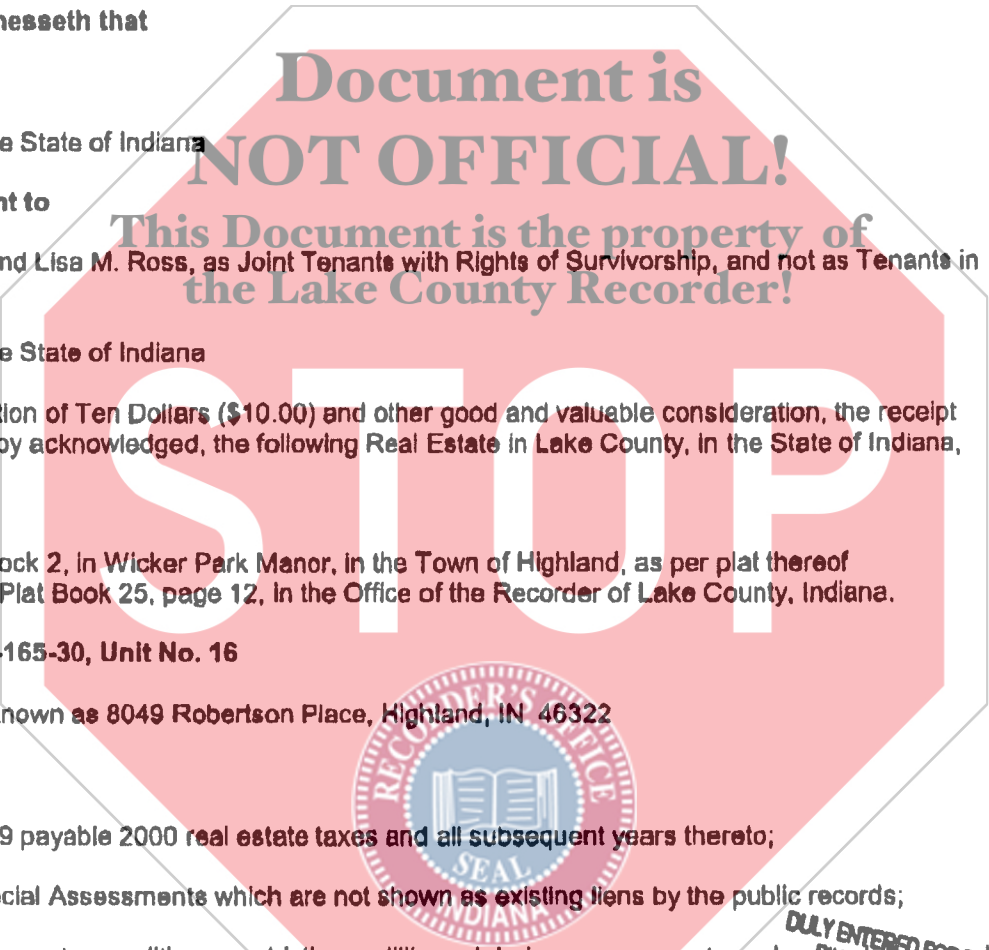 nesseth that
Document is
e State of Indiana
NOT OFFICIAL!
nt to
This Document is the property of
nd Lisa M. Ross, as Joint Tenants with Rights of Survivorship, and not as Tenants in
the Lake County Recorder!
e State of Indiana
STOP
tion of Ten Dollars ($10.00) and other good and valuable consideration, the receipt
by acknowledged, the following Real Estate in Lake County, in the State of Indiana,
ock 2, in Wicker Park Manor, in the Town of Highland, as per plat thereof
Plat Book 25, page 12, in the Office of the Recorder of Lake County, Indiana.
-165-30, Unit No. 16
nown as 8049 Robertson Place, Highland, IN 46322
RECORDER'S OFFICE
9 payable 2000 real estate taxes and all subsequent years thereto;
SEAL
cial Assessments which are not shown as existing liens by the public records;
INDIANA
DULY ENTERED FOR